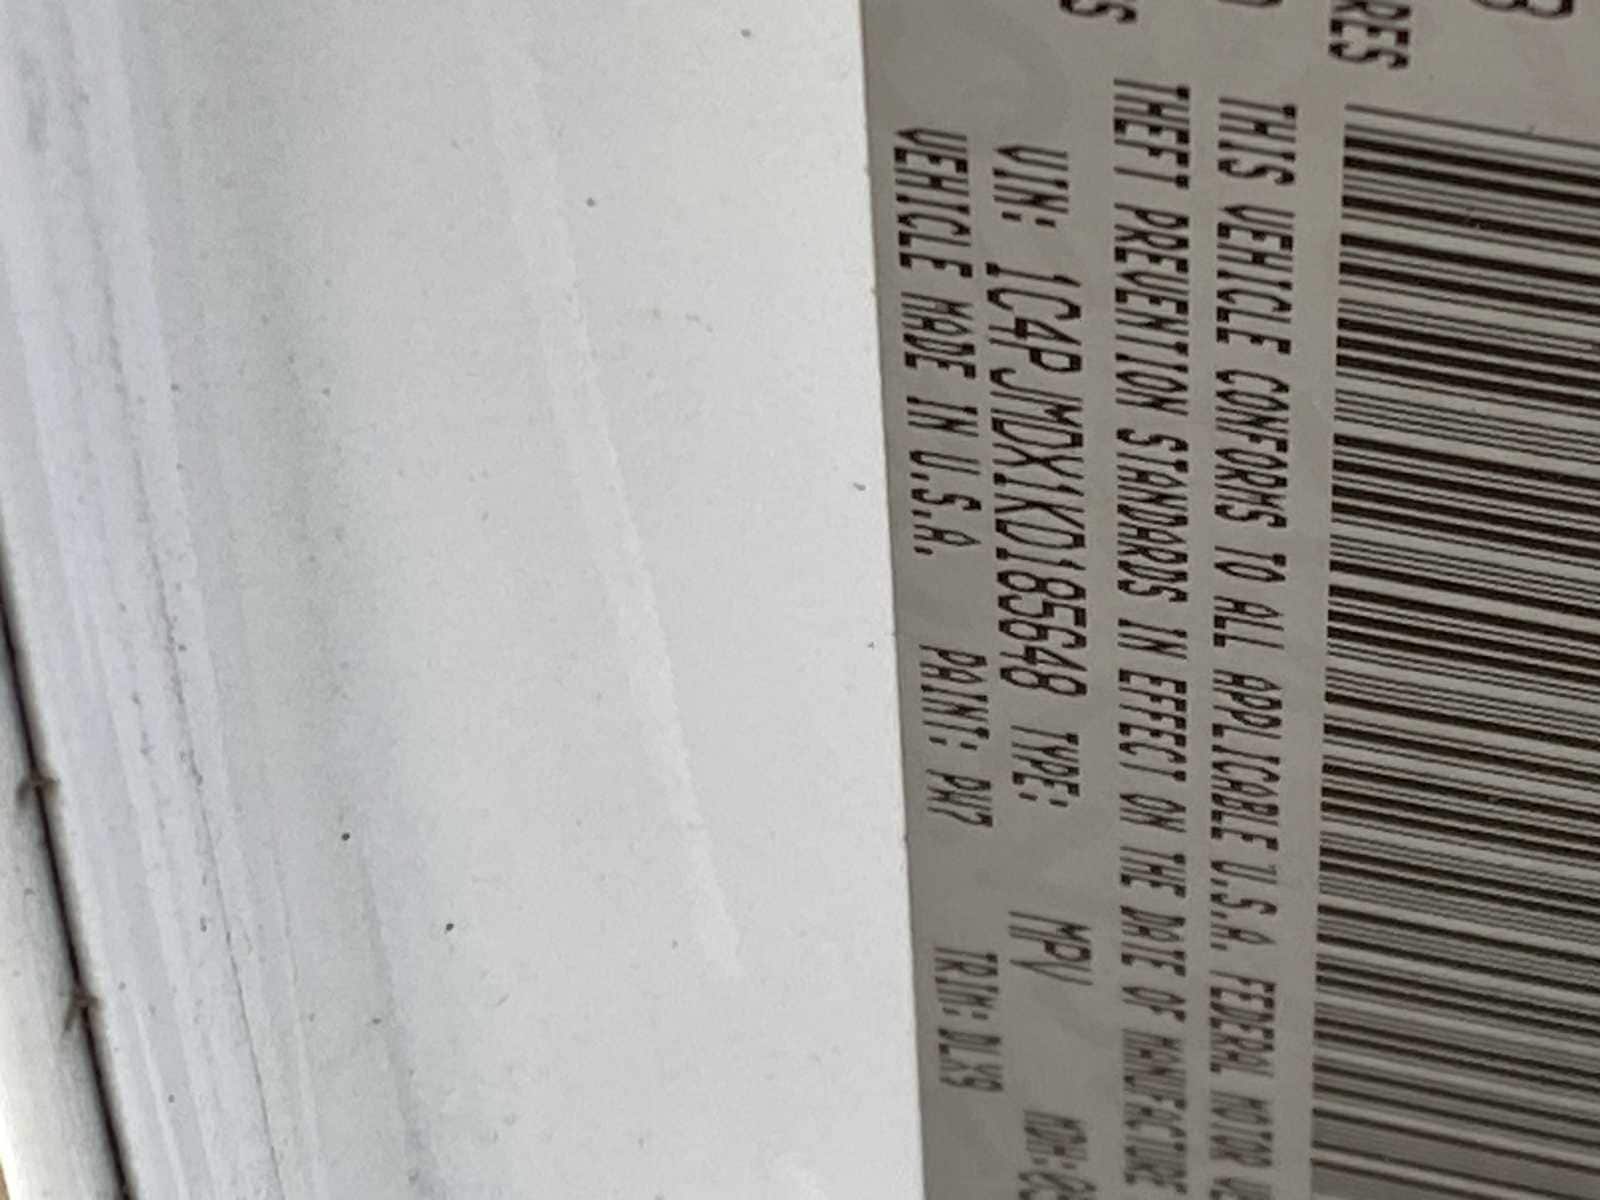 RES
THIS VEHICLE CONFORMS TO ALL APPLICABLE U.S.A. FEDERAL MOTOR
THEFT PREVENTION STANDARDS IN EFFECT ON THE DATE OF MANUFACTURE
VIN: 1C4PJMDX1KD185648 TYPE: MPV
VEHICLE MADE IN U.S.A. PAINT: PW7 TRIM: DLX9